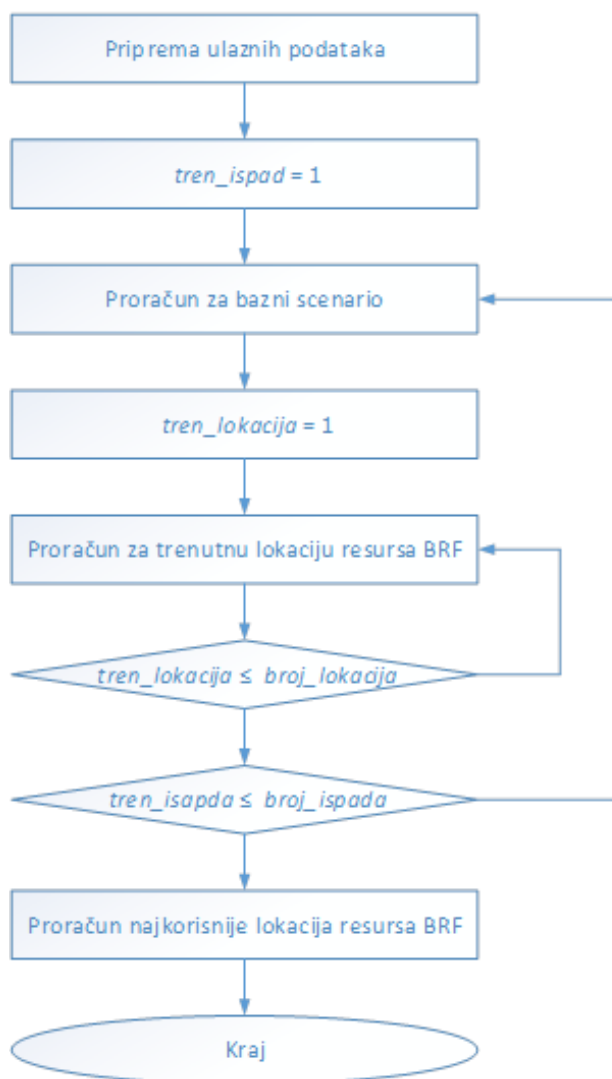 Priprema ulaznih podataka
tren_ispad = 1
Proračun za bazni scenario
tren_lokacija = 1
Proračun za trenutnu lokaciju resursa BRF
tren_lokacija ≤ broj_lokacija
tren_isapda ≤ broj_ispada
Proračun najkorisnije lokacija resursa BRF
Kraj